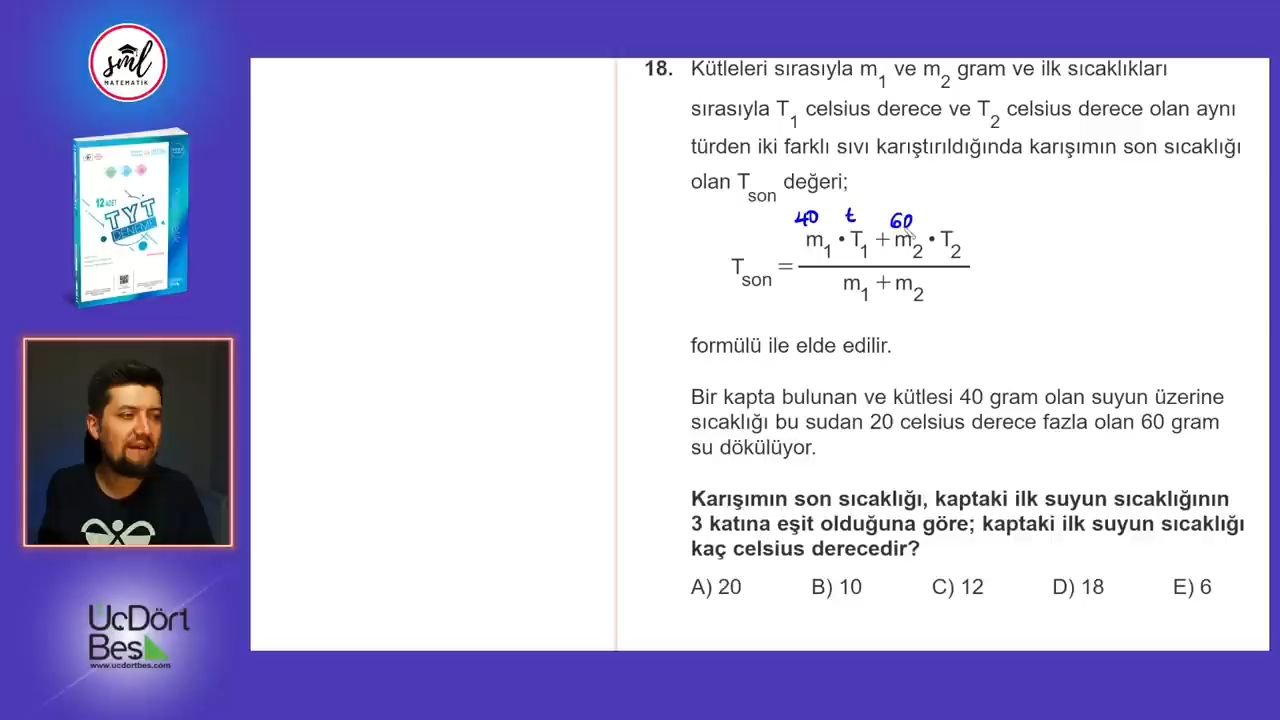 sml
MATEMATİK
12 ADET
TYT
DENEME
ÜçDört
Beş
www.ucdortbes.com
18. Kütleleri sırasıyla m1 ve m2 gram ve ilk sıcaklıkları
sırasıyla T1 celsius derece ve T2 celsius derece olan aynı
türden iki farklı sıvı karıştırıldığında karışımın son sıcaklığı
olan Tson değeri;
40 t 60
m1 • T1 + m2 • T2
Tson =
m1 + m2
formülü ile elde edilir.
Bir kapta bulunan ve kütlesi 40 gram olan suyun üzerine
sıcaklığı bu sudan 20 celsius derece fazla olan 60 gram
su dökülüyor.
Karışımın son sıcaklığı, kaptaki ilk suyun sıcaklığının
3 katına eşit olduğuna göre; kaptaki ilk suyun sıcaklığı
kaç celsius derecedir?
A) 20 B) 10 C) 12 D) 18 E) 6